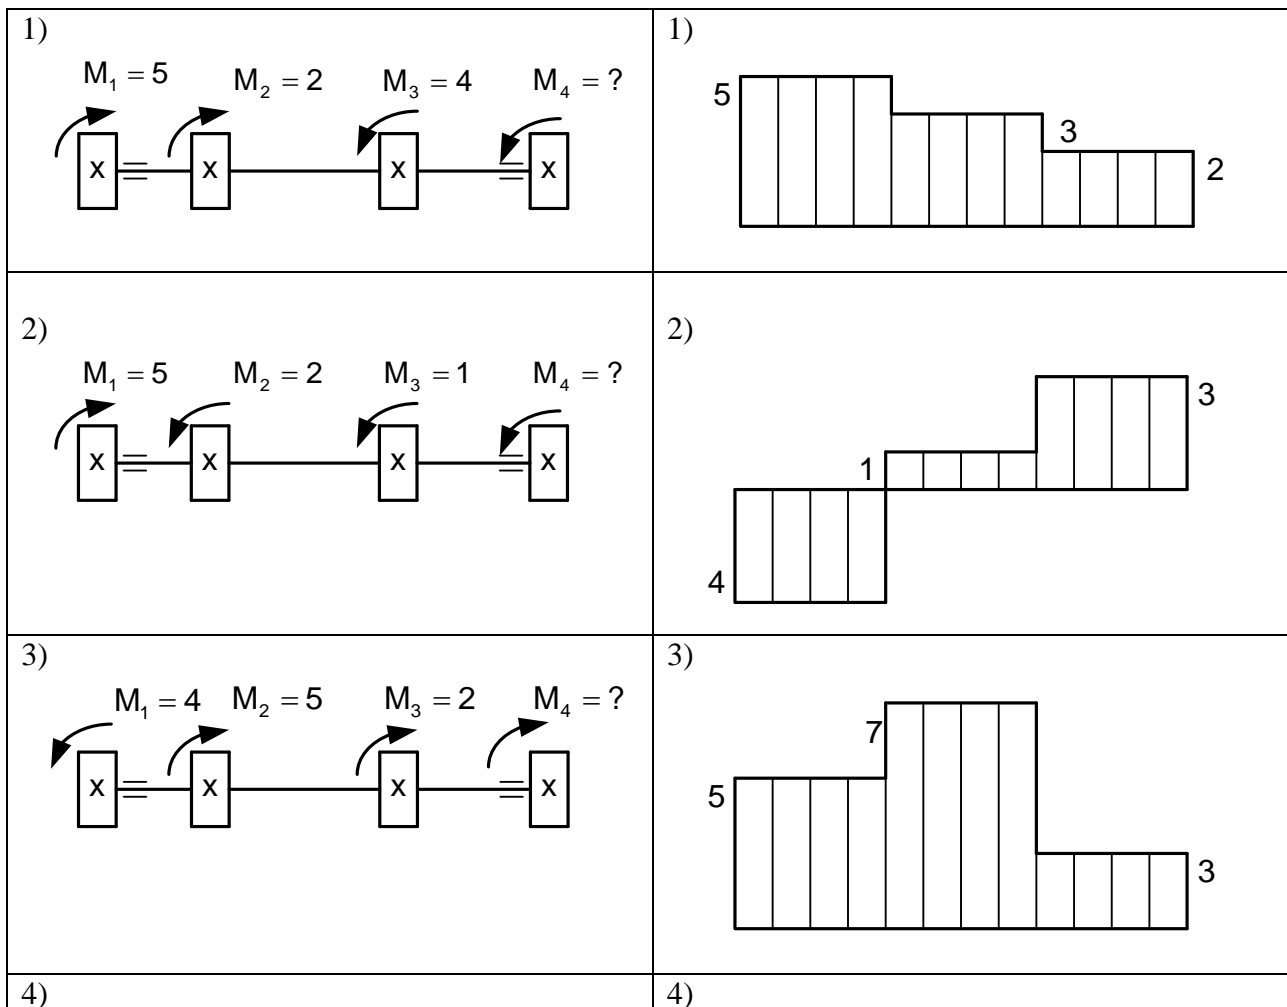 1)
M₁ = 5 M₂ = 2 M₃ = 4 M₄ = ?
x x x x
1)
5
3
2
2)
M₁ = 5 M₂ = 2 M₃ = 1 M₄ = ?
x x x x
2)
3
1
4
3)
M₁ = 4 M₂ = 5 M₃ = 2 M₄ = ?
x x x x
3)
7
5
3
4)
4)